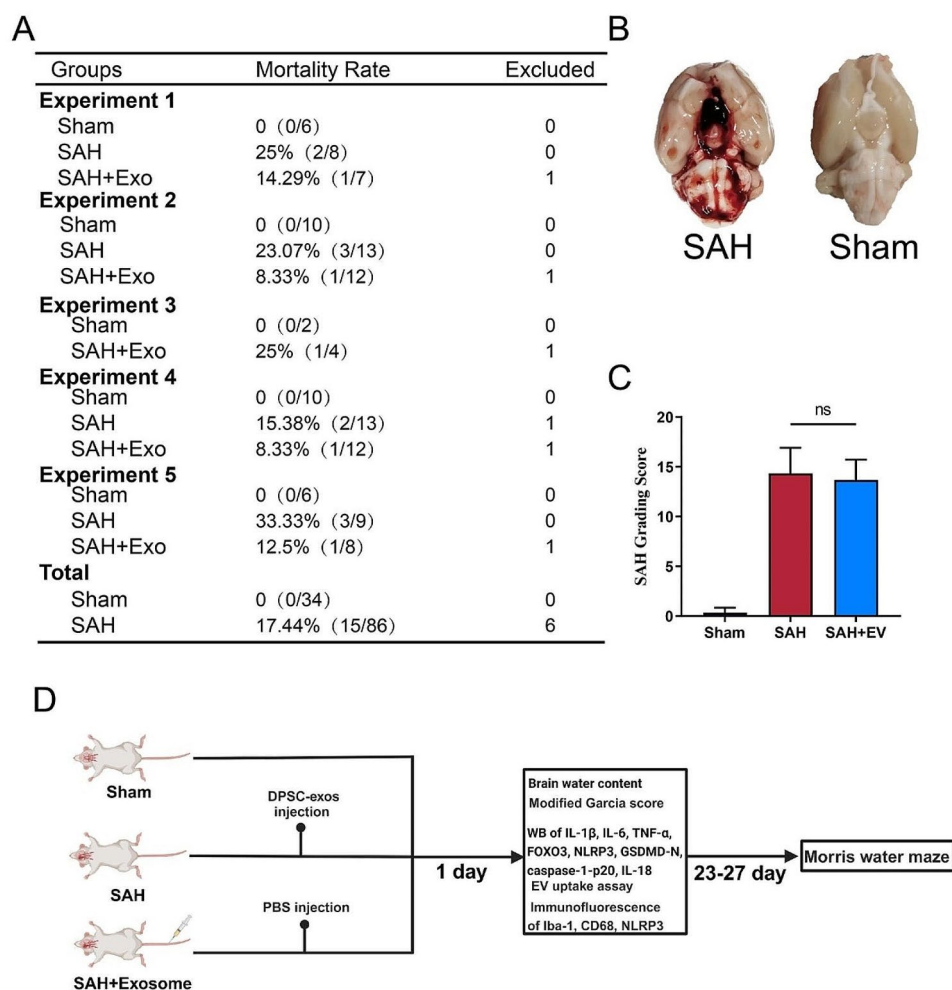 A
Groups Mortality Rate Excluded
Experiment 1
Sham 0 (0/6) 0
SAH 25% (2/8) 0
SAH+Exo 14.29% (1/7) 1
Experiment 2
Sham 0 (0/10) 0
SAH 23.07% (3/13) 0
SAH+Exo 8.33% (1/12) 1
Experiment 3
Sham 0 (0/2) 0
SAH+Exo 25% (1/4) 1
Experiment 4
Sham 0 (0/10) 0
SAH 15.38% (2/13) 1
SAH+Exo 8.33% (1/12) 1
Experiment 5
Sham 0 (0/6) 0
SAH 33.33% (3/9) 0
SAH+Exo 12.5% (1/8) 1
Total
Sham 0 (0/34) 0
SAH 17.44% (15/86) 6
B
SAH Sham
C
SAH Grading Score
20
15
10
5
0
ns
Sham SAH SAH+EV
D
Sham
DPSC-exos
injection
SAH
PBS injection
SAH+Exosome
1 day
Brain water content
Modified Garcia score
WB of IL-1β, IL-6, TNF-α,
FOXO3, NLRP3, GSDMD-N,
caspase-1-p20, IL-18
EV uptake assay
Immunofluorescence
of Iba-1, CD68, NLRP3
23-27 day
Morris water maze